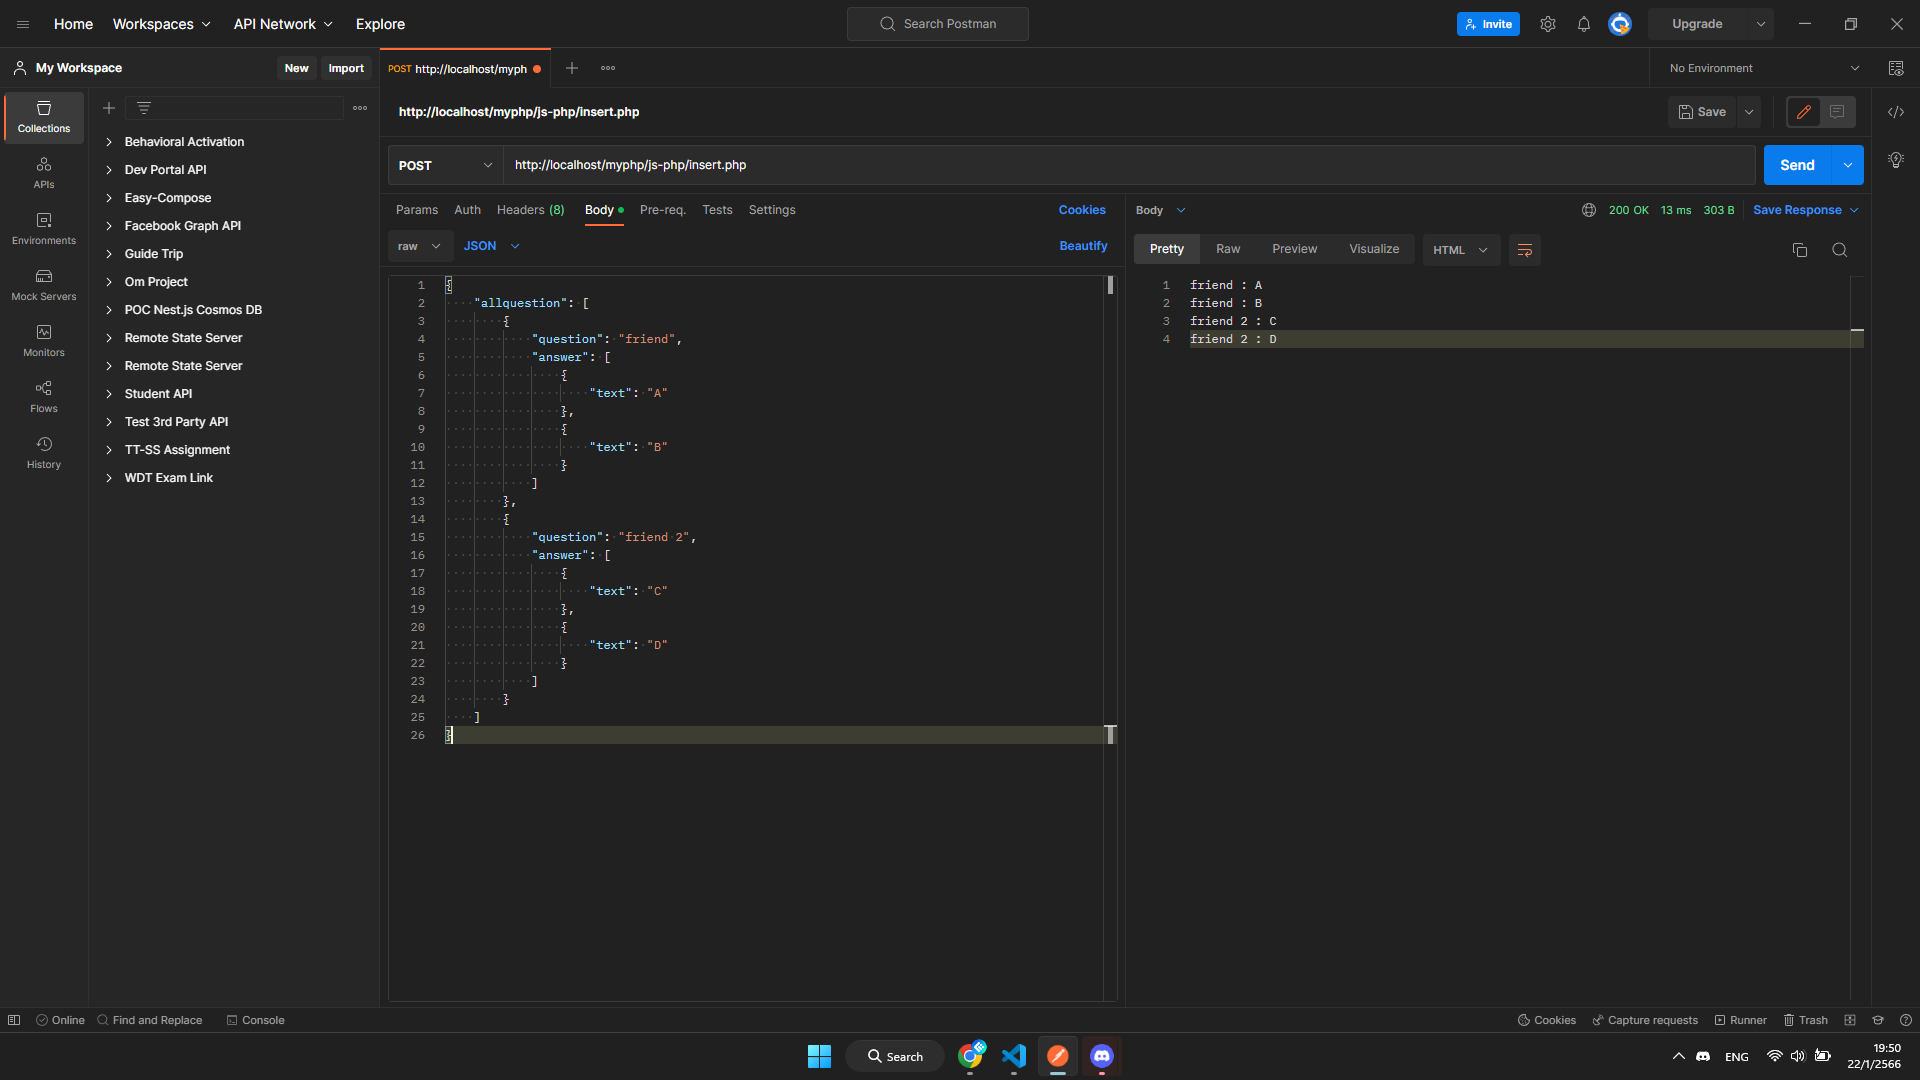 Home Workspaces API Network Explore Search Postman Invite Upgrade
My Workspace New Import POST http://localhost/myph No Environment
http://localhost/myphp/js-php/insert.php Save
POST http://localhost/myphp/js-php/insert.php Send
Collections
APIs
Environments
Mock Servers
Monitors
Flows
History
Behavioral Activation
Dev Portal API
Easy-Compose
Facebook Graph API
Guide Trip
Om Project
POC Nest.js Cosmos DB
Remote State Server
Remote State Server
Student API
Test 3rd Party API
TT-SS Assignment
WDT Exam Link
Params Auth Headers (8) Body Pre-req. Tests Settings Cookies
raw JSON Beautify
1 {
2 "allquestion": [
3 {
4 "question": "friend",
5 "answer": [
6 {
7 "text": "A"
8 },
9 {
10 "text": "B"
11 }
12 ]
13 },
14 {
15 "question": "friend 2",
16 "answer": [
17 {
18 "text": "C"
19 },
20 {
21 "text": "D"
22 }
23 ]
24 }
25 ]
26 }
Body 200 OK 13 ms 303 B Save Response
Pretty Raw Preview Visualize HTML
1 friend : A
2 friend : B
3 friend 2 : C
4 friend 2 : D
Online Find and Replace Console Cookies Capture requests Runner Trash
Search ENG 19:50
22/1/2566